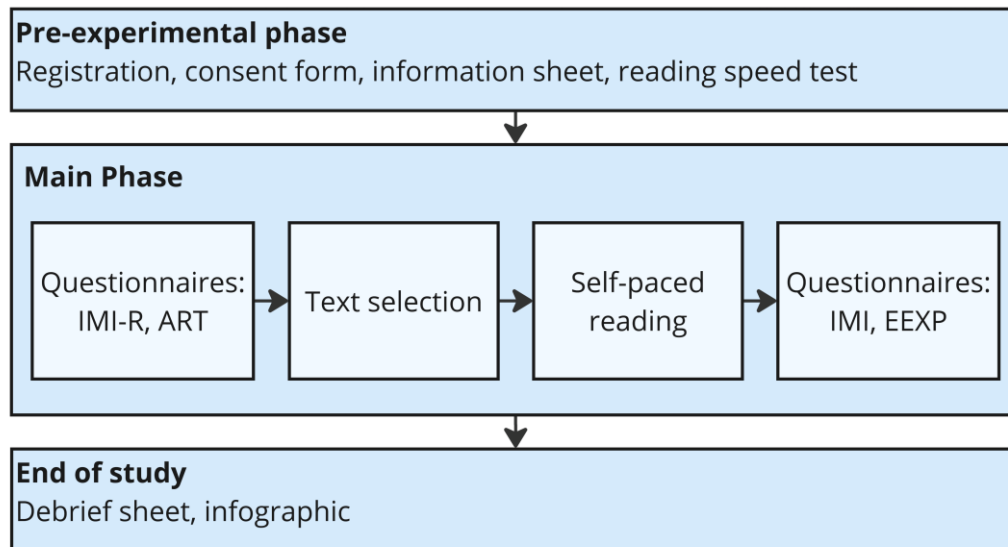 Pre-experimental phase
Registration, consent form, information sheet, reading speed test
Main Phase
Questionnaires:
IMI-R, ART
Text selection
Self-paced
reading
Questionnaires:
IMI, EEXP
End of study
Debrief sheet, infographic